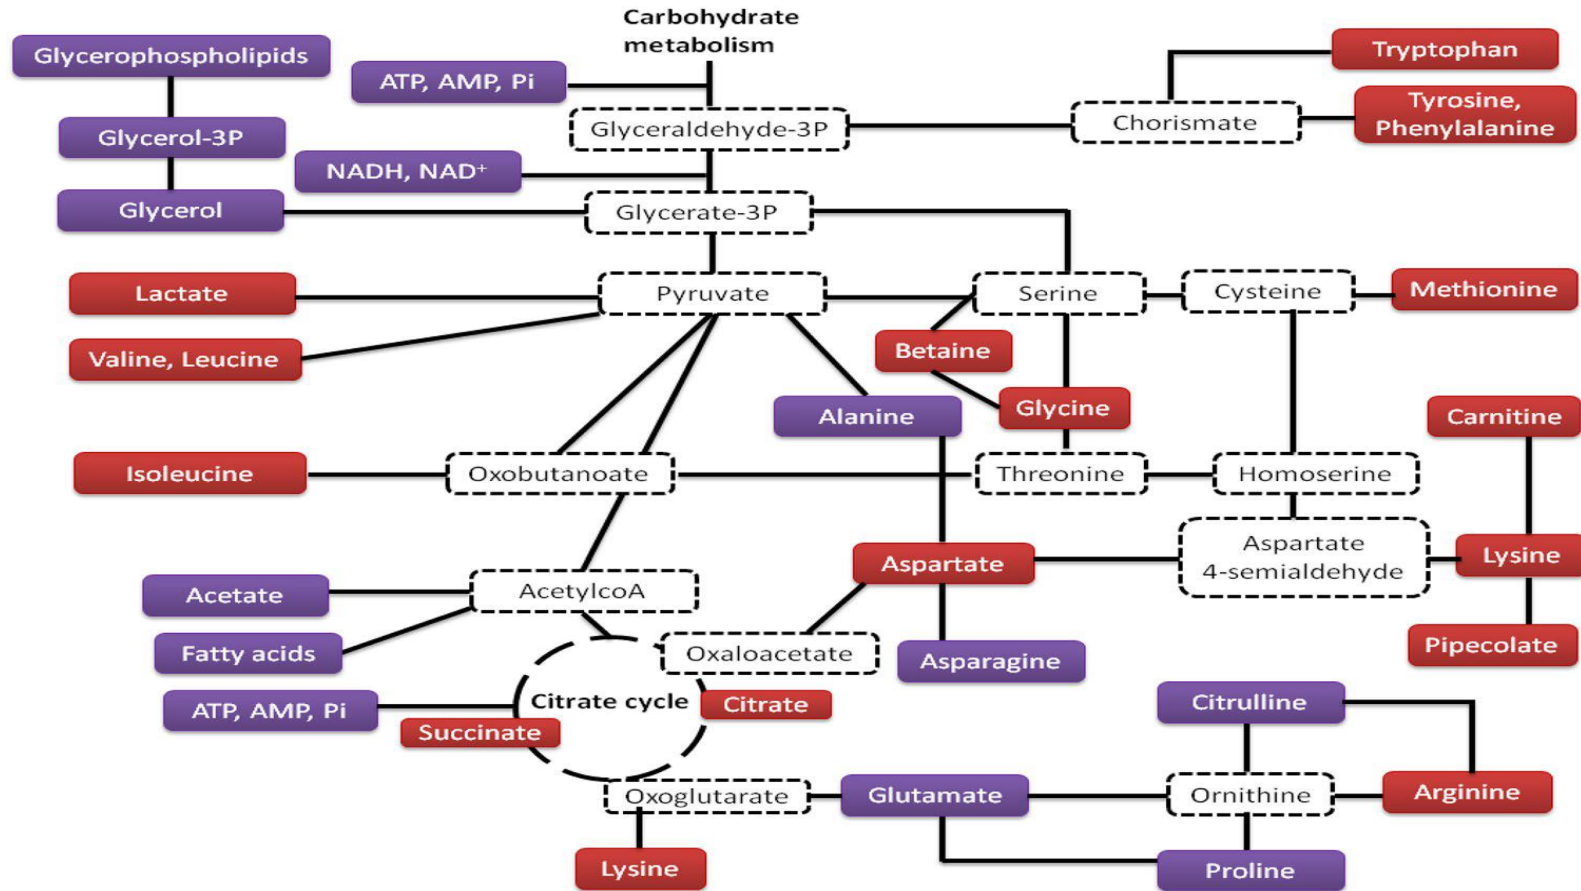 Carbohydrate
metabolism
Glycerophospholipids
Tryptophan
ATP, AMP, Pi
Tyrosine,
Phenylalanine
Glyceraldehyde-3P
Chorismate
Glycerol-3P
NADH, NAD⁺
Glycerol
Glycerate-3P
Lactate
Pyruvate
Serine
Cysteine
Methionine
Valine, Leucine
Betaine
Alanine
Glycine
Carnitine
Isoleucine
Oxobutanoate
Threonine
Homoserine
Aspartate
Aspartate
4-semialdehyde
Lysine
Acetate
AcetylcoA
Fatty acids
Oxaloacetate
Asparagine
Pipecolate
ATP, AMP, Pi
Citrate cycle
Citrate
Succinate
Citrulline
Oxoglutarate
Glutamate
Ornithine
Arginine
Lysine
Proline